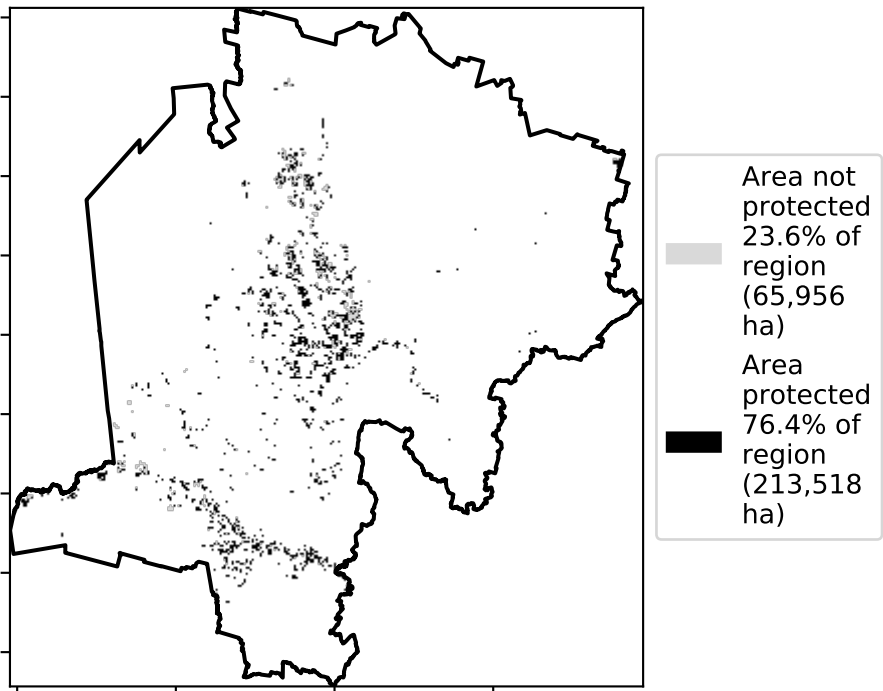 Area not
protected
23.6% of
region
(65,956
ha)
Area
protected
76.4% of
region
(213,518
ha)